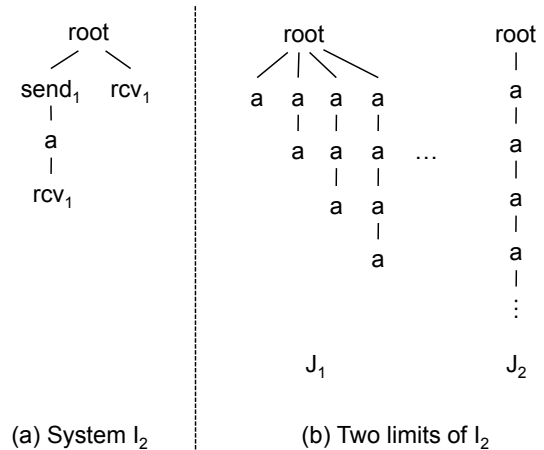 root root root
send₁ rcv₁ a a a a a
a a a a … a
rcv₁ a a a
a a
⋮
J₁ J₂
(a) System I₂ (b) Two limits of I₂